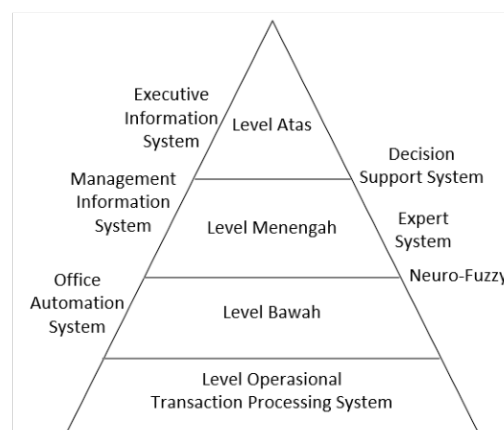 Executive
Information
System
Level Atas
Decision
Support System
Management
Information
System
Level Menengah
Expert
System
Neuro-Fuzzy
Office
Automation
System
Level Bawah
Level Operasional
Transaction Processing System